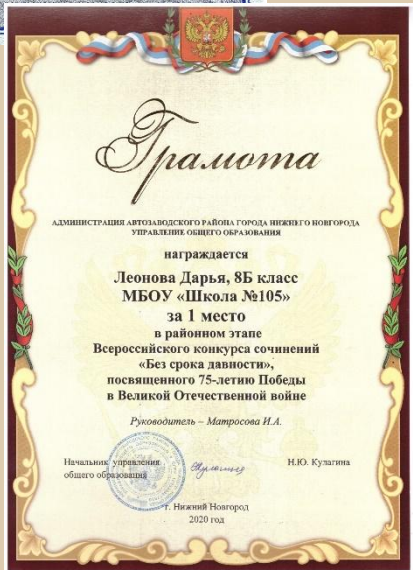 Грамота
АДМИНИСТРАЦИЯ АВТОЗАВОДСКОГО РАЙОНА ГОРОДА НИЖНЕГО НОВГОРОДА
УПРАВЛЕНИЕ ОБЩЕГО ОБРАЗОВАНИЯ
награждается
Леонова Дарья, 8Б класс
МБОУ «Школа №105»
за 1 место
в районном этапе
Всероссийского конкурса сочинений
«Без срока давности»,
посвященного 75-летию Победы
в Великой Отечественной войне
Руководитель – Матросова И.А.
Начальник управления Н.Ю. Кулагина
общего образования
г. Нижний Новгород
2020 год